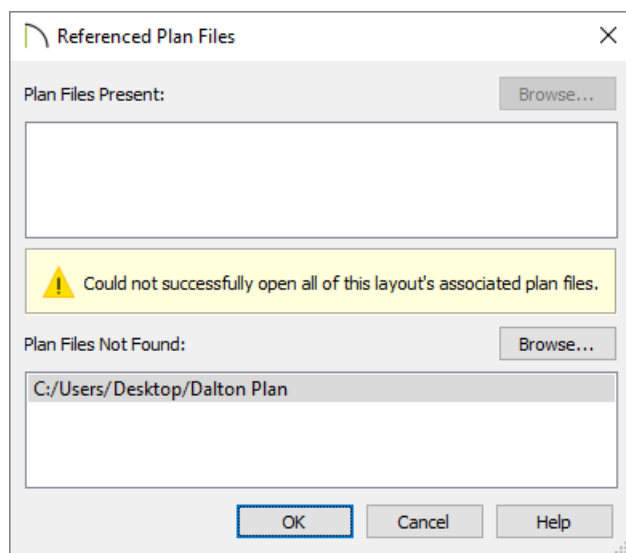 Referenced Plan Files
Plan Files Present:
Browse...
Could not successfully open all of this layout's associated plan files.
Plan Files Not Found:
Browse...
C:/Users/Desktop/Dalton Plan
OK
Cancel
Help